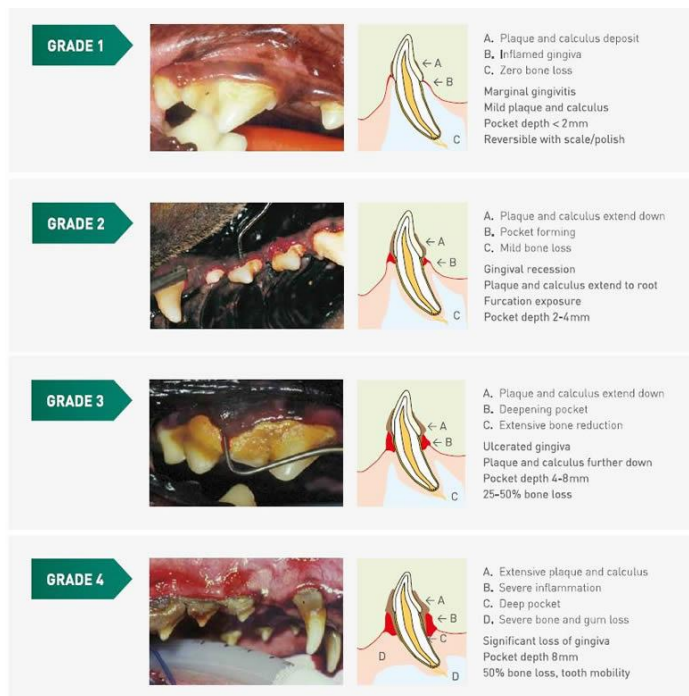 GRADE 1
A. Plaque and calculus deposit
B. Inflamed gingiva
C. Zero bone loss
Marginal gingivitis
Mild plaque and calculus
Pocket depth < 2mm
Reversible with scale/polish
← A
← B
C
GRADE 2
A. Plaque and calculus extend down
B. Pocket forming
C. Mild bone loss
Gingival recession
Plaque and calculus extend to root
Furcation exposure
Pocket depth 2-4mm
← A
← B
C
GRADE 3
A. Plaque and calculus extend down
B. Deepening pocket
C. Extensive bone reduction
Ulcerated gingiva
Plaque and calculus further down
Pocket depth 4-8mm
25-50% bone loss
← A
← B
C
GRADE 4
A. Extensive plaque and calculus
B. Severe inflammation
C. Deep pocket
D. Severe bone and gum loss
Significant loss of gingiva
Pocket depth 8mm
50% bone loss, tooth mobility
← A
← B
← C
D
D